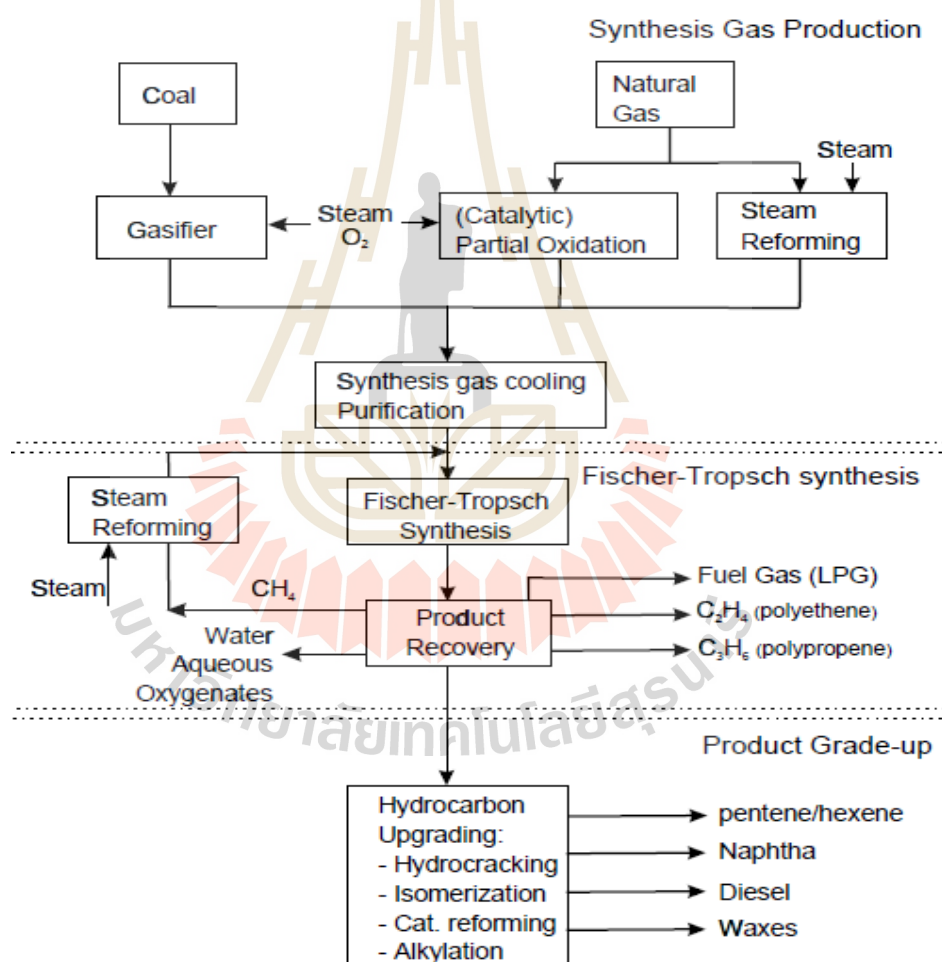 Synthesis Gas Production
Coal
Natural
Gas
Steam
Gasifier
Steam
O₂
(Catalytic)
Partial Oxidation
Steam
Reforming
Synthesis gas cooling
Purification
Fischer-Tropsch synthesis
Steam
Reforming
Fischer-Tropsch
Synthesis
Steam
CH₄
Product
Recovery
Fuel Gas (LPG)
C₂H₄ (polyethene)
C₃H₆ (polypropene)
Water
Aqueous
Oxygenates
มหาวิทยาลัยเทคโนโลยีสุรนารี
Product Grade-up
Hydrocarbon
Upgrading:
- Hydrocracking
- Isomerization
- Cat. reforming
- Alkylation
pentene/hexene
Naphtha
Diesel
Waxes